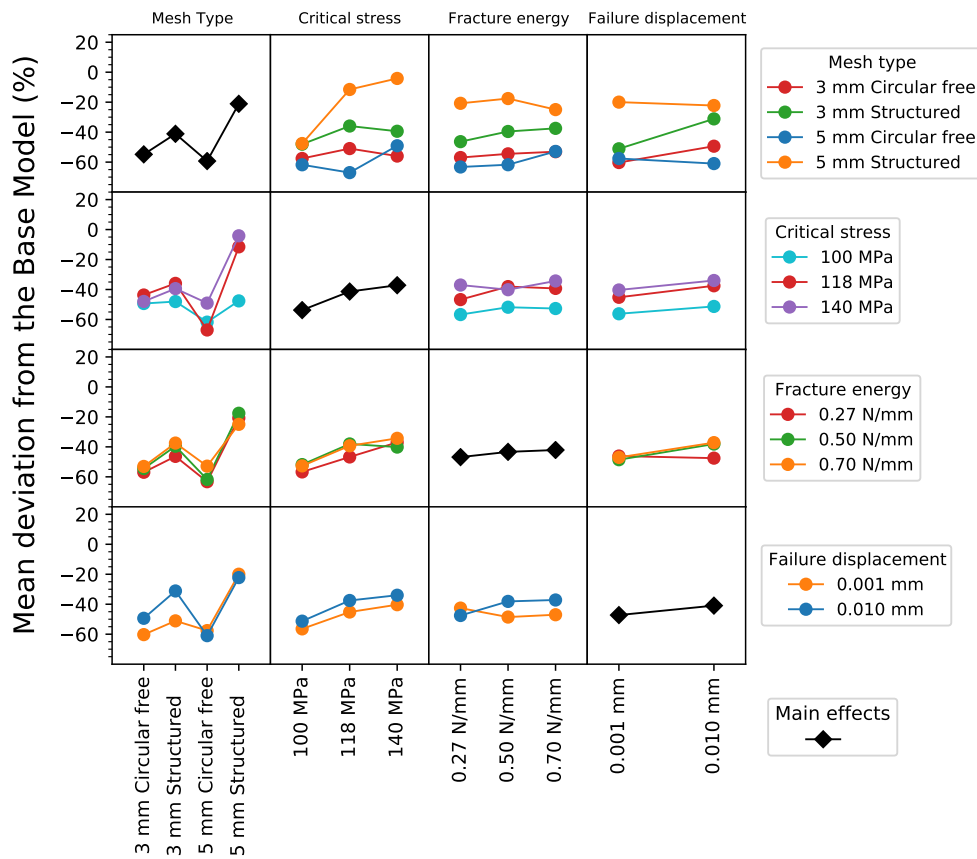 Mesh Type Critical stress Fracture energy Failure displacement
Mean deviation from the Base Model (%)
20
0
−20
−40
−60
20
0
−20
−40
−60
20
0
−20
−40
−60
20
0
−20
−40
−60
3 mm Circular free
3 mm Structured
5 mm Circular free
5 mm Structured
100 MPa
118 MPa
140 MPa
0.27 N/mm
0.50 N/mm
0.70 N/mm
0.001 mm
0.010 mm
Mesh type
3 mm Circular free
3 mm Structured
5 mm Circular free
5 mm Structured
Critical stress
100 MPa
118 MPa
140 MPa
Fracture energy
0.27 N/mm
0.50 N/mm
0.70 N/mm
Failure displacement
0.001 mm
0.010 mm
Main effects